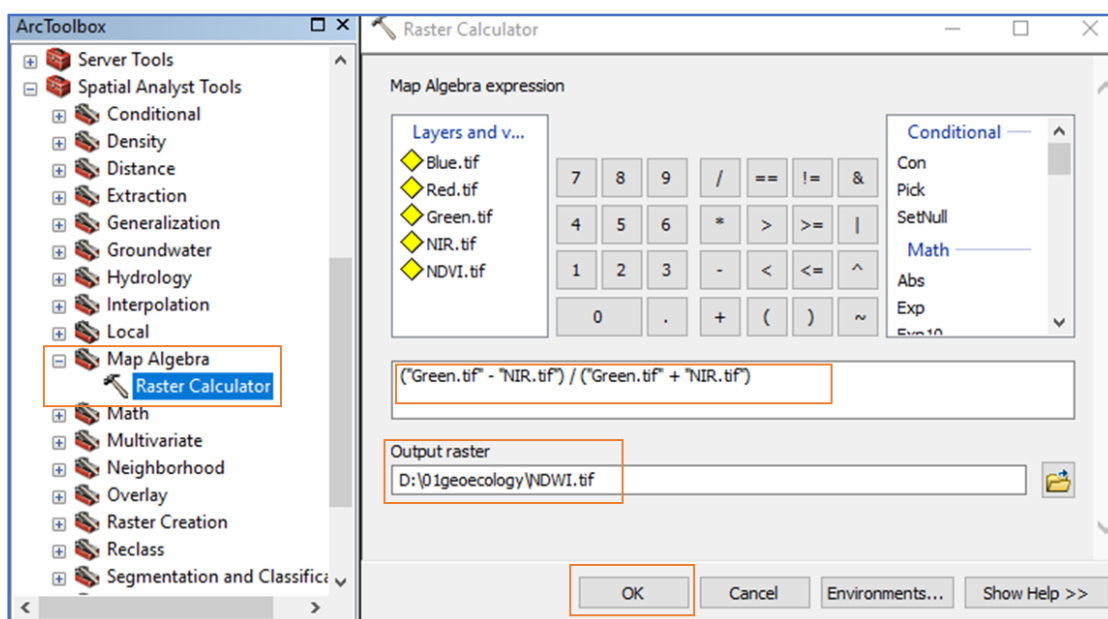 ArcToolbox
Server Tools
Spatial Analyst Tools
Conditional
Density
Distance
Extraction
Generalization
Groundwater
Hydrology
Interpolation
Local
Map Algebra
Raster Calculator
Math
Multivariate
Neighborhood
Overlay
Raster Creation
Reclass
Segmentation and Classifica
Raster Calculator
Map Algebra expression
Layers and v...
Blue.tif
Red.tif
Green.tif
NIR.tif
NDVI.tif
7 8 9 / == != &
4 5 6 * > >= |
1 2 3 - < <= ^
0 . + ( ) ~
Conditional
Con
Pick
SetNull
Math
Abs
Exp
Exp10
("Green.tif" - "NIR.tif") / ("Green.tif" + "NIR.tif")
Output raster
D:\01geoecology\NDWI.tif
OK Cancel Environments... Show Help >>